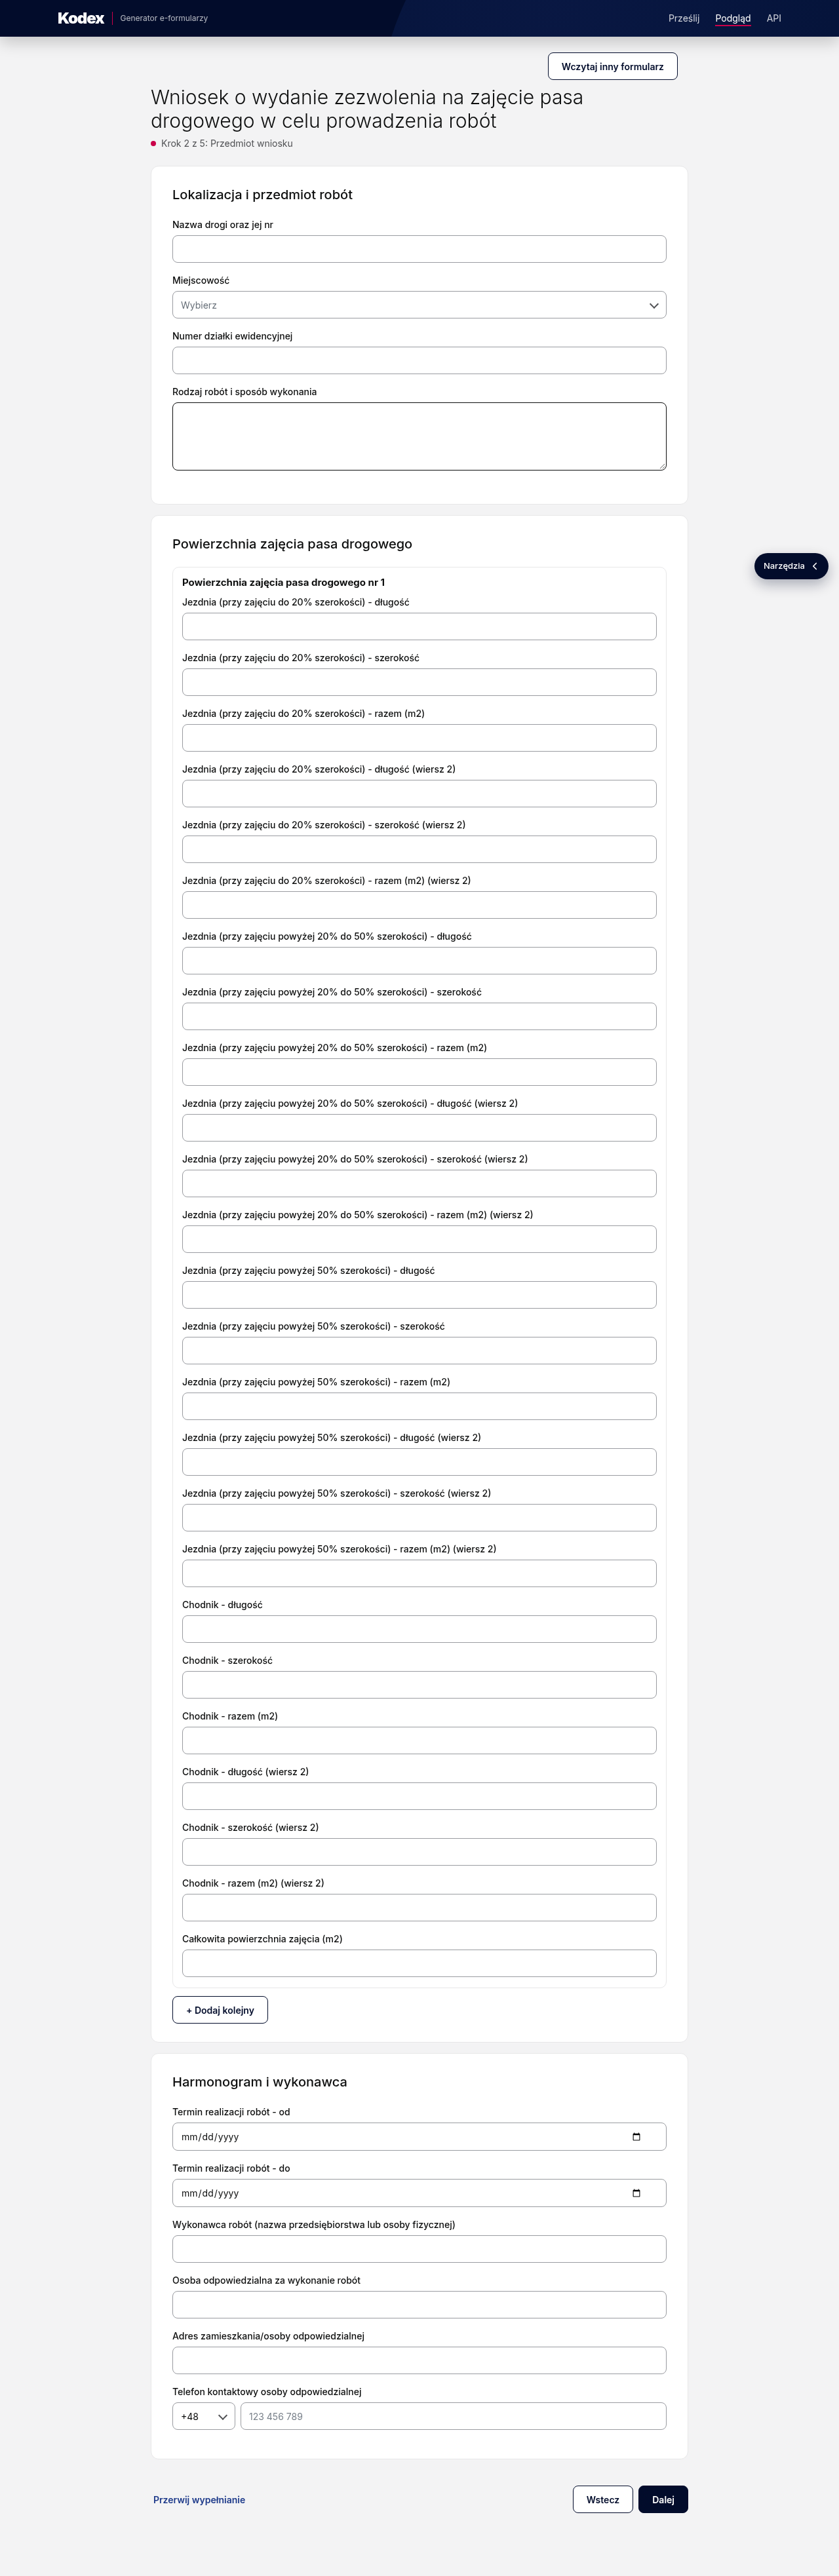 Kodex
Generator e-formularzy
Prześlij
Podgląd
API
Wczytaj inny formularz
Wniosek o wydanie zezwolenia na zajęcie pasa
drogowego w celu prowadzenia robót
Krok 2 z 5: Przedmiot wniosku
Lokalizacja i przedmiot robót
Nazwa drogi oraz jej nr
Miejscowość
Wybierz
Numer działki ewidencyjnej
Rodzaj robót i sposób wykonania
Powierzchnia zajęcia pasa drogowego
Narzędzia
Powierzchnia zajęcia pasa drogowego nr 1
Jezdnia (przy zajęciu do 20% szerokości) - długość
Jezdnia (przy zajęciu do 20% szerokości) - szerokość
Jezdnia (przy zajęciu do 20% szerokości) - razem (m2)
Jezdnia (przy zajęciu do 20% szerokości) - długość (wiersz 2)
Jezdnia (przy zajęciu do 20% szerokości) - szerokość (wiersz 2)
Jezdnia (przy zajęciu do 20% szerokości) - razem (m2) (wiersz 2)
Jezdnia (przy zajęciu powyżej 20% do 50% szerokości) - długość
Jezdnia (przy zajęciu powyżej 20% do 50% szerokości) - szerokość
Jezdnia (przy zajęciu powyżej 20% do 50% szerokości) - razem (m2)
Jezdnia (przy zajęciu powyżej 20% do 50% szerokości) - długość (wiersz 2)
Jezdnia (przy zajęciu powyżej 20% do 50% szerokości) - szerokość (wiersz 2)
Jezdnia (przy zajęciu powyżej 20% do 50% szerokości) - razem (m2) (wiersz 2)
Jezdnia (przy zajęciu powyżej 50% szerokości) - długość
Jezdnia (przy zajęciu powyżej 50% szerokości) - szerokość
Jezdnia (przy zajęciu powyżej 50% szerokości) - razem (m2)
Jezdnia (przy zajęciu powyżej 50% szerokości) - długość (wiersz 2)
Jezdnia (przy zajęciu powyżej 50% szerokości) - szerokość (wiersz 2)
Jezdnia (przy zajęciu powyżej 50% szerokości) - razem (m2) (wiersz 2)
Chodnik - długość
Chodnik - szerokość
Chodnik - razem (m2)
Chodnik - długość (wiersz 2)
Chodnik - szerokość (wiersz 2)
Chodnik - razem (m2) (wiersz 2)
Całkowita powierzchnia zajęcia (m2)
+ Dodaj kolejny
Harmonogram i wykonawca
Termin realizacji robót - od
mm/dd/yyyy
Termin realizacji robót - do
mm/dd/yyyy
Wykonawca robót (nazwa przedsiębiorstwa lub osoby fizycznej)
Osoba odpowiedzialna za wykonanie robót
Adres zamieszkania/osoby odpowiedzialnej
Telefon kontaktowy osoby odpowiedzialnej
+48
123 456 789
Przerwij wypełnianie
Wstecz
Dalej